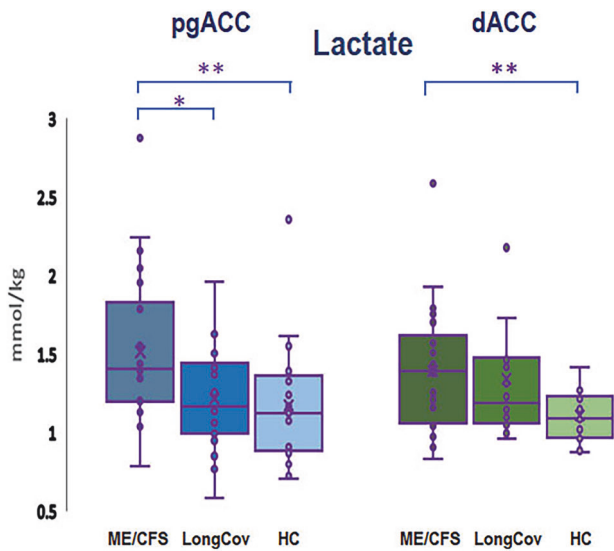 pgACC
dACC
Lactate
**
*
**
3
2.5
2
1.5
1
0.5
mmol/kg
ME/CFS LongCov HC ME/CFS LongCov HC